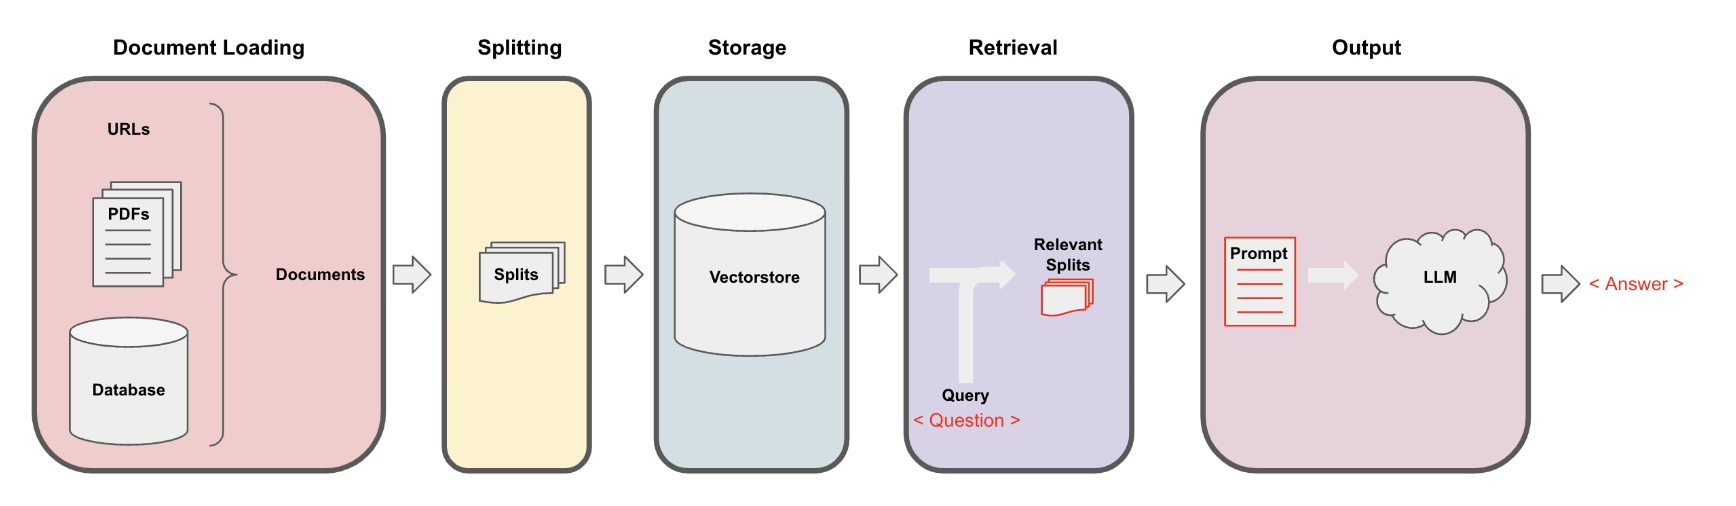 Document Loading
Splitting
Storage
Retrieval
Output
URLs
PDFs
Database
Documents
Splits
Vectorstore
Query
< Question >
Relevant
Splits
Prompt
LLM
< Answer >